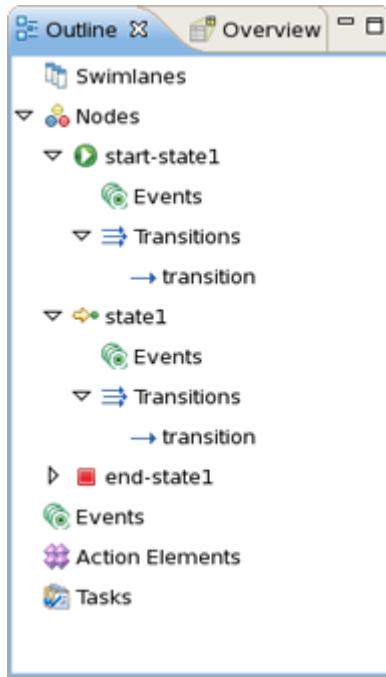 Outline Overview
Swimlanes
Nodes
start-state1
Events
Transitions
transition
state1
Events
Transitions
transition
end-state1
Events
Action Elements
Tasks